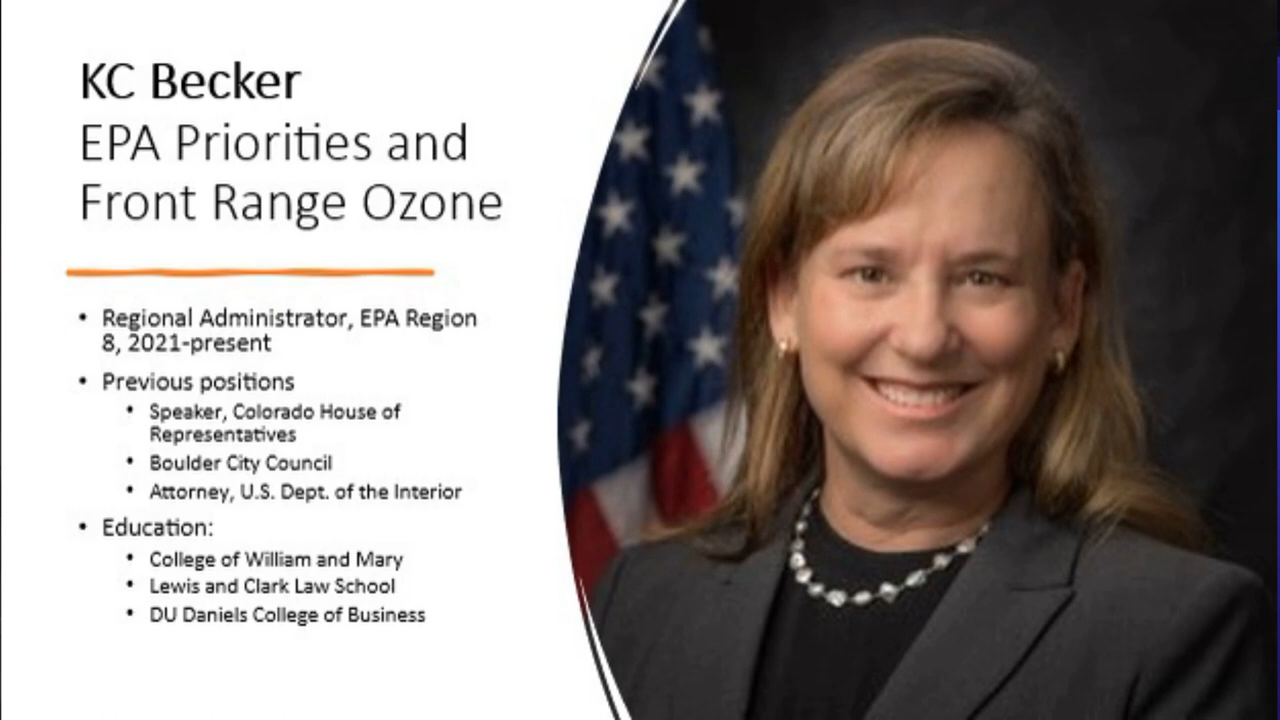 KC Becker
EPA Priorities and
Front Range Ozone
• Regional Administrator, EPA Region
8, 2021-present
• Previous positions
• Speaker, Colorado House of
Representatives
• Boulder City Council
• Attorney, U.S. Dept. of the Interior
• Education:
• College of William and Mary
• Lewis and Clark Law School
• DU Daniels College of Business